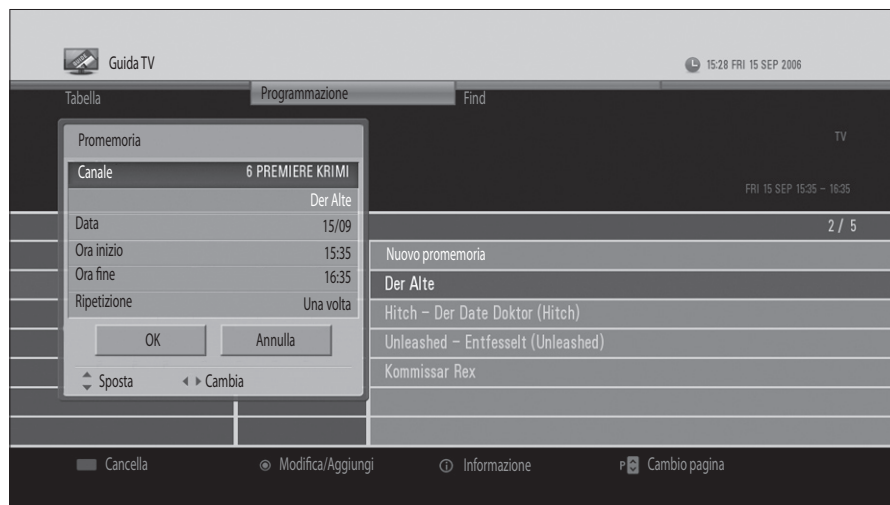 Guida TV
15:28 FRI 15 SEP 2006
Tabella
Programmazione
Find
TV
FRI 15 SEP 15:35 – 16:35
2 / 5
Promemoria
Canale 6 PREMIERE KRIMI
Der Alte
Data 15/09
Ora inizio 15:35
Ora fine 16:35
Ripetizione Una volta
OK Annulla
Sposta Cambia
Nuovo promemoria
Der Alte
Hitch – Der Date Doktor (Hitch)
Unleashed – Entfesselt (Unleashed)
Kommissar Rex
Cancella Modifica/Aggiungi Informazione P Cambio pagina